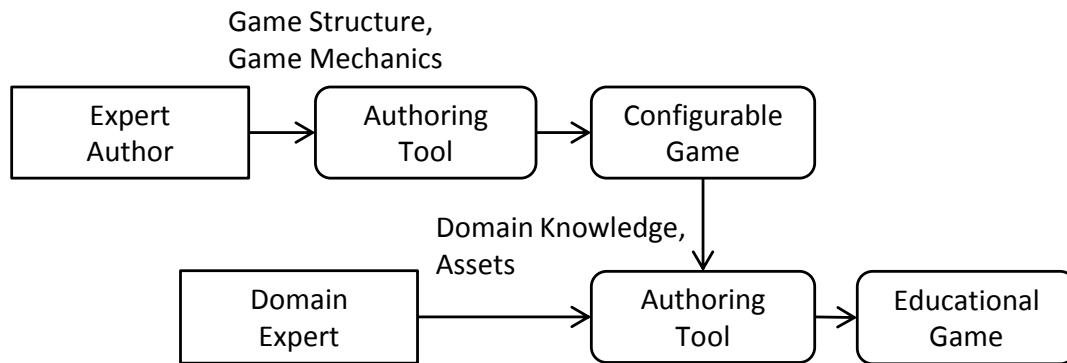 Game Structure,
Game Mechanics
Expert
Author
Authoring
Tool
Configurable
Game
Domain Knowledge,
Assets
Domain
Expert
Authoring
Tool
Educational
Game